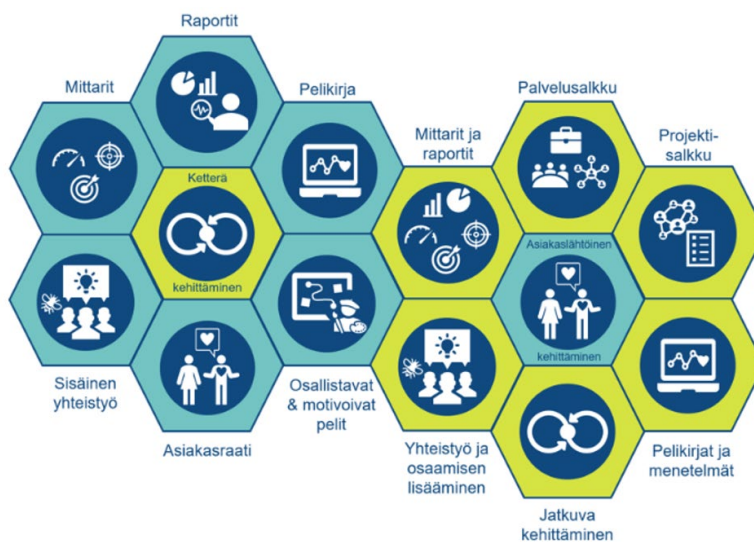 Raportit
Mittarit
Pelikirja
Ketterä
kehittäminen
Sisäinen
yhteistyö
Asiakasraati
Osallistavat
& motivoivat
pelit
Palvelusalkku
Mittarit ja
raportit
Projekti-
salkku
Asiakaslähtöinen
kehittäminen
Yhteistyö ja
osaamisen
lisääminen
Jatkuva
kehittäminen
Pelikirjat ja
menetelmät